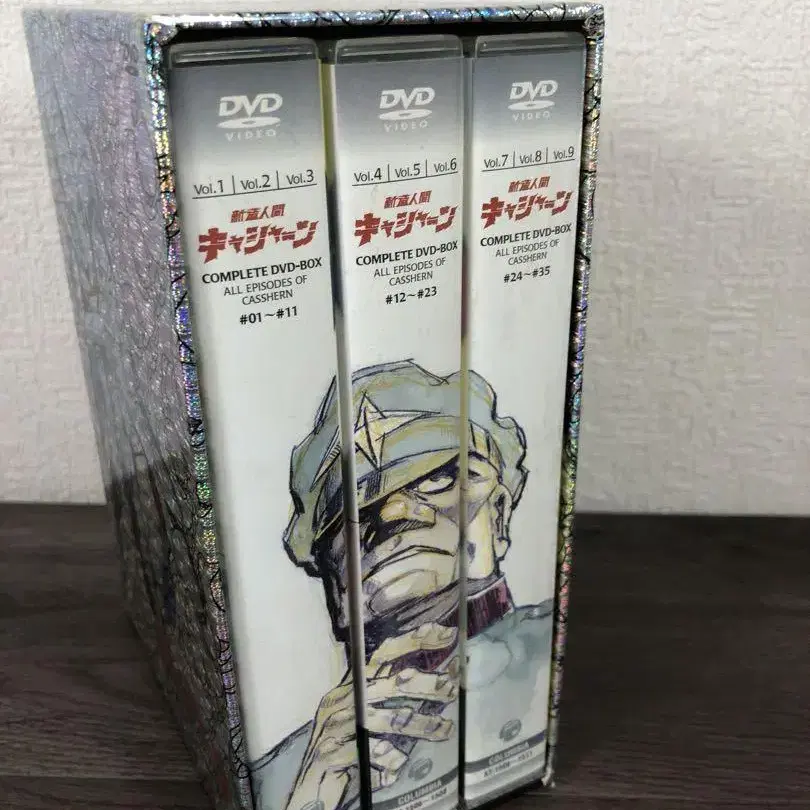 DVD
VIDEO
Vol.1 | Vol.2 | Vol.3
新造人間
キャシャーン
COMPLETE DVD-BOX
ALL EPISODES OF
CASSHERN
#01～#11
DVD
VIDEO
Vol.4 | Vol.5 | Vol.6
新造人間
キャシャーン
COMPLETE DVD-BOX
ALL EPISODES OF
CASSHERN
#12～#23
COLUMBIA
DVD
VIDEO
Vol.7 | Vol.8 | Vol.9
新造人間
キャシャーン
COMPLETE DVD-BOX
ALL EPISODES OF
CASSHERN
#24～#35
COLUMBIA